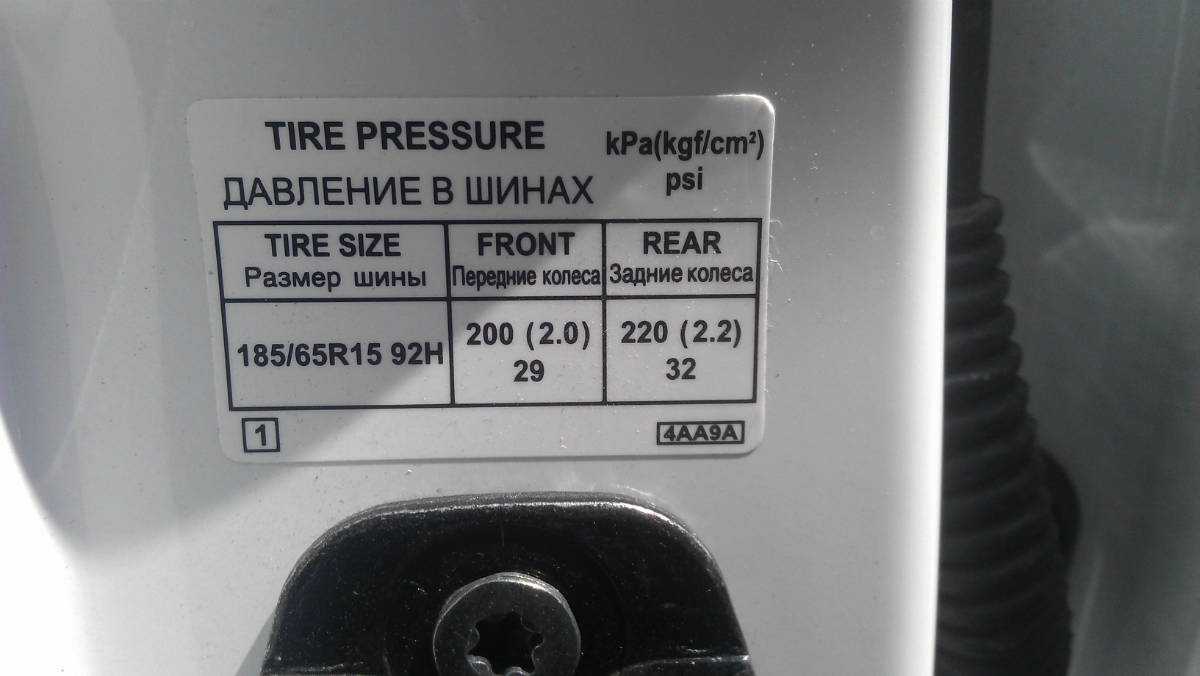 TIRE PRESSURE kPa(kgf/cm²)
ДАВЛЕНИЕ В ШИНАХ psi
TIRE SIZE FRONT REAR
Размер шины Передние колеса Задние колеса
185/65R15 92H 200 (2.0) 220 (2.2)
29 32
1 4AA9A